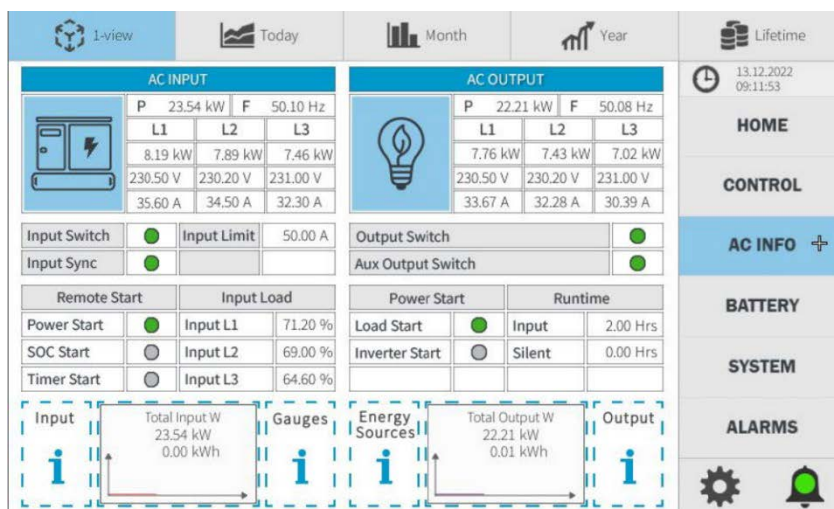 1-view Today Month Year Lifetime
13.12.2022
09:11:53
AC INPUT
P 23.54 kW F 50.10 Hz
L1 L2 L3
8.19 kW 7.89 kW 7.46 kW
230.50 V 230.20 V 231.00 V
35.60 A 34.50 A 32.30 A
AC OUTPUT
P 22.21 kW F 50.08 Hz
L1 L2 L3
7.76 kW 7.43 kW 7.02 kW
230.50 V 230.20 V 231.00 V
33.67 A 32.28 A 30.39 A
Input Switch Input Limit 50.00 A
Input Sync
Output Switch
Aux Output Switch
Remote Start Input Load
Power Start Input L1 71.20 %
SOC Start Input L2 69.00 %
Timer Start Input L3 64.60 %
Power Start Runtime
Load Start Input 2.00 Hrs
Inverter Start Silent 0.00 Hrs
Input
i
Total Input W
23.54 kW
0.00 kWh
Gauges
i
Energy
Sources
i
Total Output W
22.21 kW
0.01 kWh
Output
i
HOME
CONTROL
AC INFO
BATTERY
SYSTEM
ALARMS